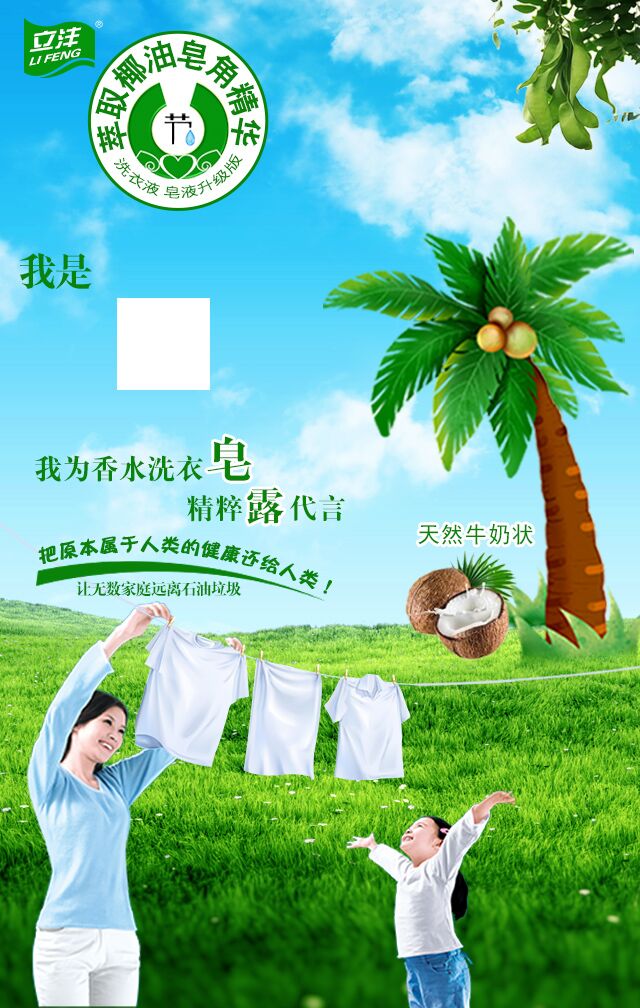 立沣®
LI FENG
萃取椰油皂角精华
节
洗衣液 皂液升级版
我是
我为香水洗衣皂
精粹露代言
天然牛奶状
把原本属于人类的健康还给人类！
让无数家庭远离石油垃圾